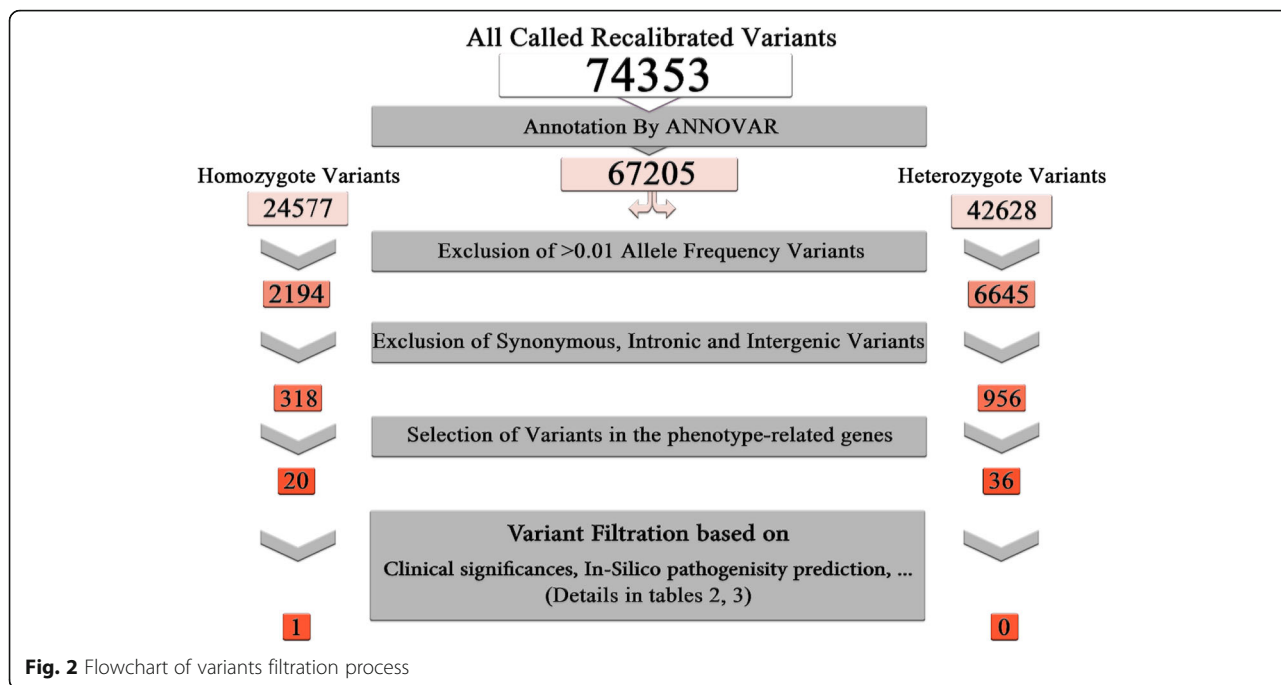 All Called Recalibrated Variants
74353
Annotation By ANNOVAR
67205
Homozygote Variants
Heterozygote Variants
24577
42628
Exclusion of >0.01 Allele Frequency Variants
2194
6645
Exclusion of Synonymous, Intronic and Intergenic Variants
318
956
Selection of Variants in the phenotype-related genes
20
36
Variant Filtration based on
Clinical significances, In-Silico pathogenisity prediction, ...
(Details in tables 2, 3)
1
0
Fig. 2 Flowchart of variants filtration process